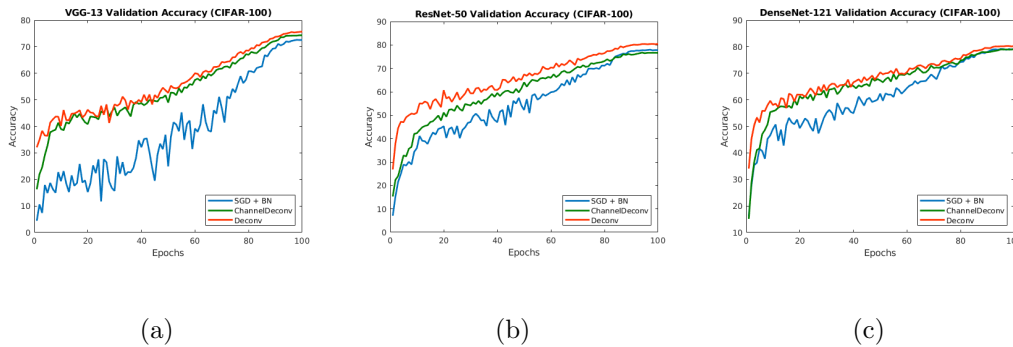 VGG-13 Validation Accuracy (CIFAR-100)
80
70
60
50
40
30
20
10
0
Accuracy
0 20 40 60 80 100
Epochs
SGD + BN
ChannelDeconv
Deconv
(a)
ResNet-50 Validation Accuracy (CIFAR-100)
90
80
70
60
50
40
30
20
10
0
Accuracy
0 20 40 60 80 100
Epochs
SGD + BN
ChannelDeconv
Deconv
(b)
DenseNet-121 Validation Accuracy (CIFAR-100)
90
80
70
60
50
40
30
20
10
Accuracy
0 20 40 60 80 100
Epochs
SGD + BN
ChannelDeconv
Deconv
(c)